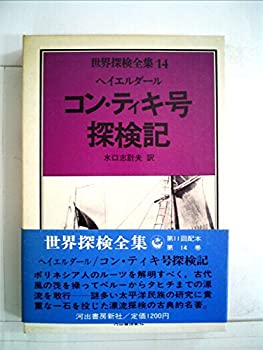 世界探検全集14
ヘイエルダール
コン・ティキ号
探検記
水口志計夫 訳
世界探検全集
第11回配本
第14巻
ヘイエルダール/コン・ティキ号探検記
ポリネシア人のルーツを解明すべく、古代
風の筏を操ってペルーからタヒチまでの漂
流を敢行──謎多い太平洋民族の研究に貴
重な一石を投じた漂流探検の古典的名著。
河出書房新社/定価1200円
河出書房新社